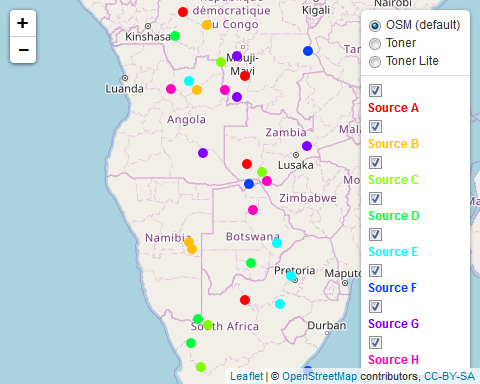 +
−
République
démocratique
du Congo
Kinshasa
Kigali
Nairobi
Mbuji-
Mayi
Luanda
Angola
Zambia
Lusaka
Zimbabwe
Namibia
Botswana
Pretoria
Maputo
South Africa
Durban
OSM (default)
Toner
Toner Lite
Source A
Source B
Source C
Source D
Source E
Source F
Source G
Source H
Leaflet | © OpenStreetMap contributors, CC-BY-SA